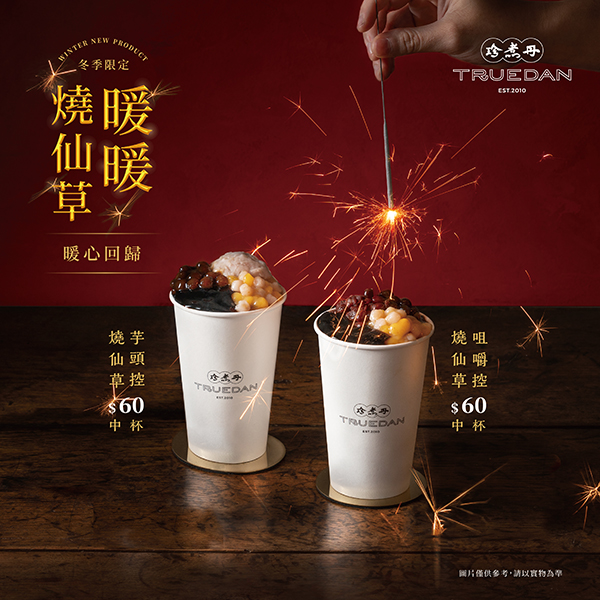 WINTER NEW PRODUCT
冬季限定
暖暖
燒仙草
暖心回歸
珍煮丹
TRUEDAN
EST.2010
芋頭控
燒仙草
$60
中杯
咀嚼控
燒仙草
$60
中杯
珍煮丹
TRUEDAN
EST.2010
珍煮丹
TRUEDAN
EST.2010
圖片僅供參考，請以實物為準